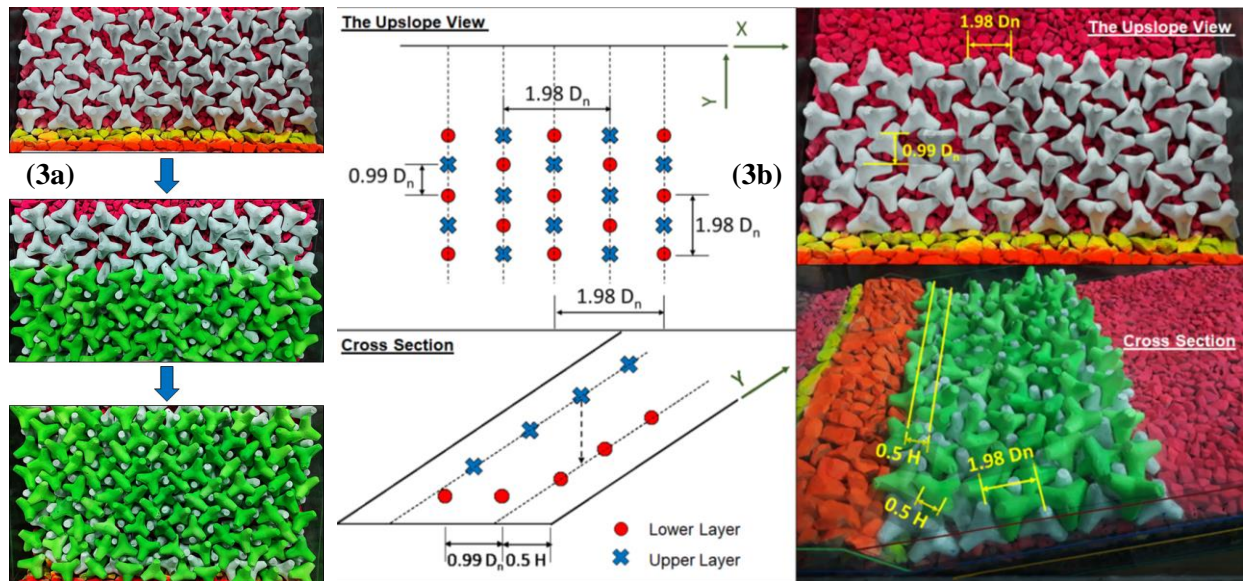 (3a)
The Upslope View
X
Y
1.98 Dn
0.99 Dn
1.98 Dn
1.98 Dn
Cross Section
Y
0.99 Dn
0.5 H
Lower Layer
Upper Layer
(3b)
1.98 Dn
The Upslope View
0.99 Dn
Cross Section
0.5 H
1.98 Dn
0.5 H